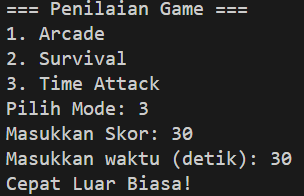 === Penilaian Game ===
1. Arcade
2. Survival
3. Time Attack
Pilih Mode: 3
Masukkan Skor: 30
Masukkan waktu (detik): 30
Cepat Luar Biasa!